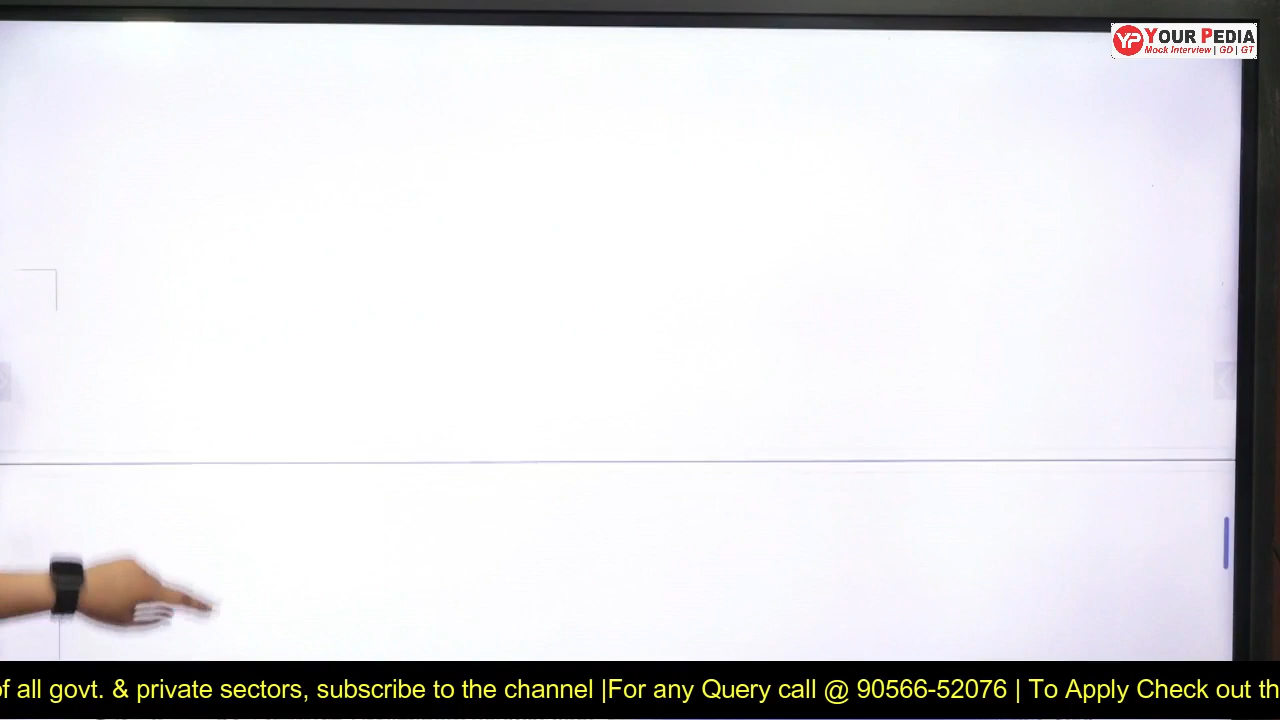 YP YOUR PEDIA
Mock Interview | GD | GT
of all govt. & private sectors, subscribe to the channel |For any Query call @ 90566-52076 | To Apply Check out th